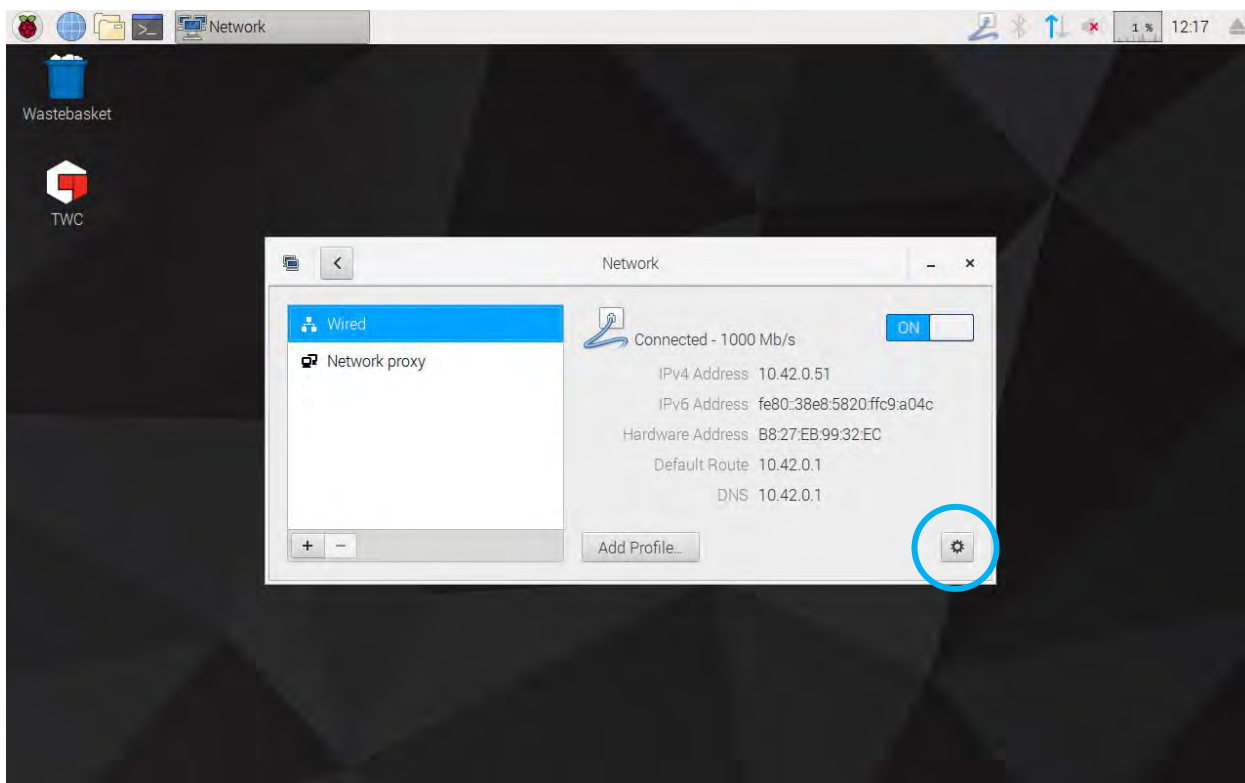 Network
1 %
12:17
Wastebasket
TWC
Network
Wired
Network proxy
Connected - 1000 Mb/s
ON
IPv4 Address 10.42.0.51
IPv6 Address fe80::38e8:5820:ffc9:a04c
Hardware Address B8:27:EB:99:32:EC
Default Route 10.42.0.1
DNS 10.42.0.1
Add Profile...